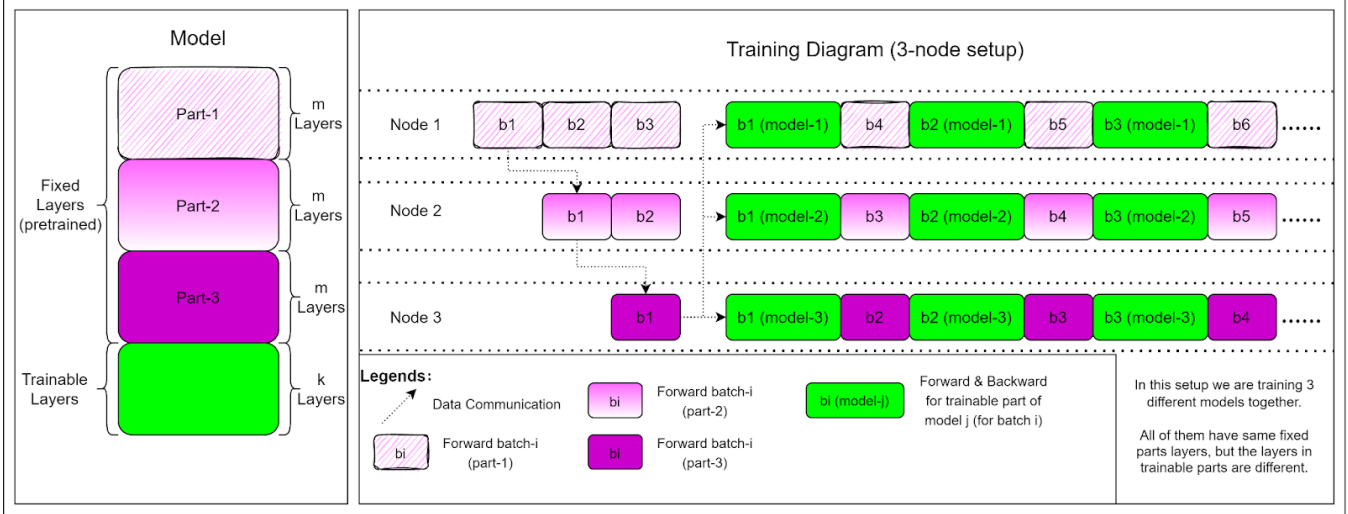 Model
Part-1
Part-2
Part-3
m
Layers
m
Layers
m
Layers
k
Layers
Fixed
Layers
(pretrained)
Trainable
Layers
Training Diagram (3-node setup)
Node 1
b1
b2
b3
b1 (model-1)
b4
b2 (model-1)
b5
b3 (model-1)
b6
......
Node 2
b1
b2
b1 (model-2)
b3
b2 (model-2)
b4
b3 (model-2)
b5
......
Node 3
b1
b1 (model-3)
b2
b2 (model-3)
b3
b3 (model-3)
b4
......
Legends:
Data Communication
bi
Forward batch-i
(part-1)
bi
Forward batch-i
(part-2)
bi
Forward batch-i
(part-3)
bi (model-j)
Forward & Backward
for trainable part of
model j (for batch i)
In this setup we are training 3
different models together.
All of them have same fixed
parts layers, but the layers in
trainable parts are different.